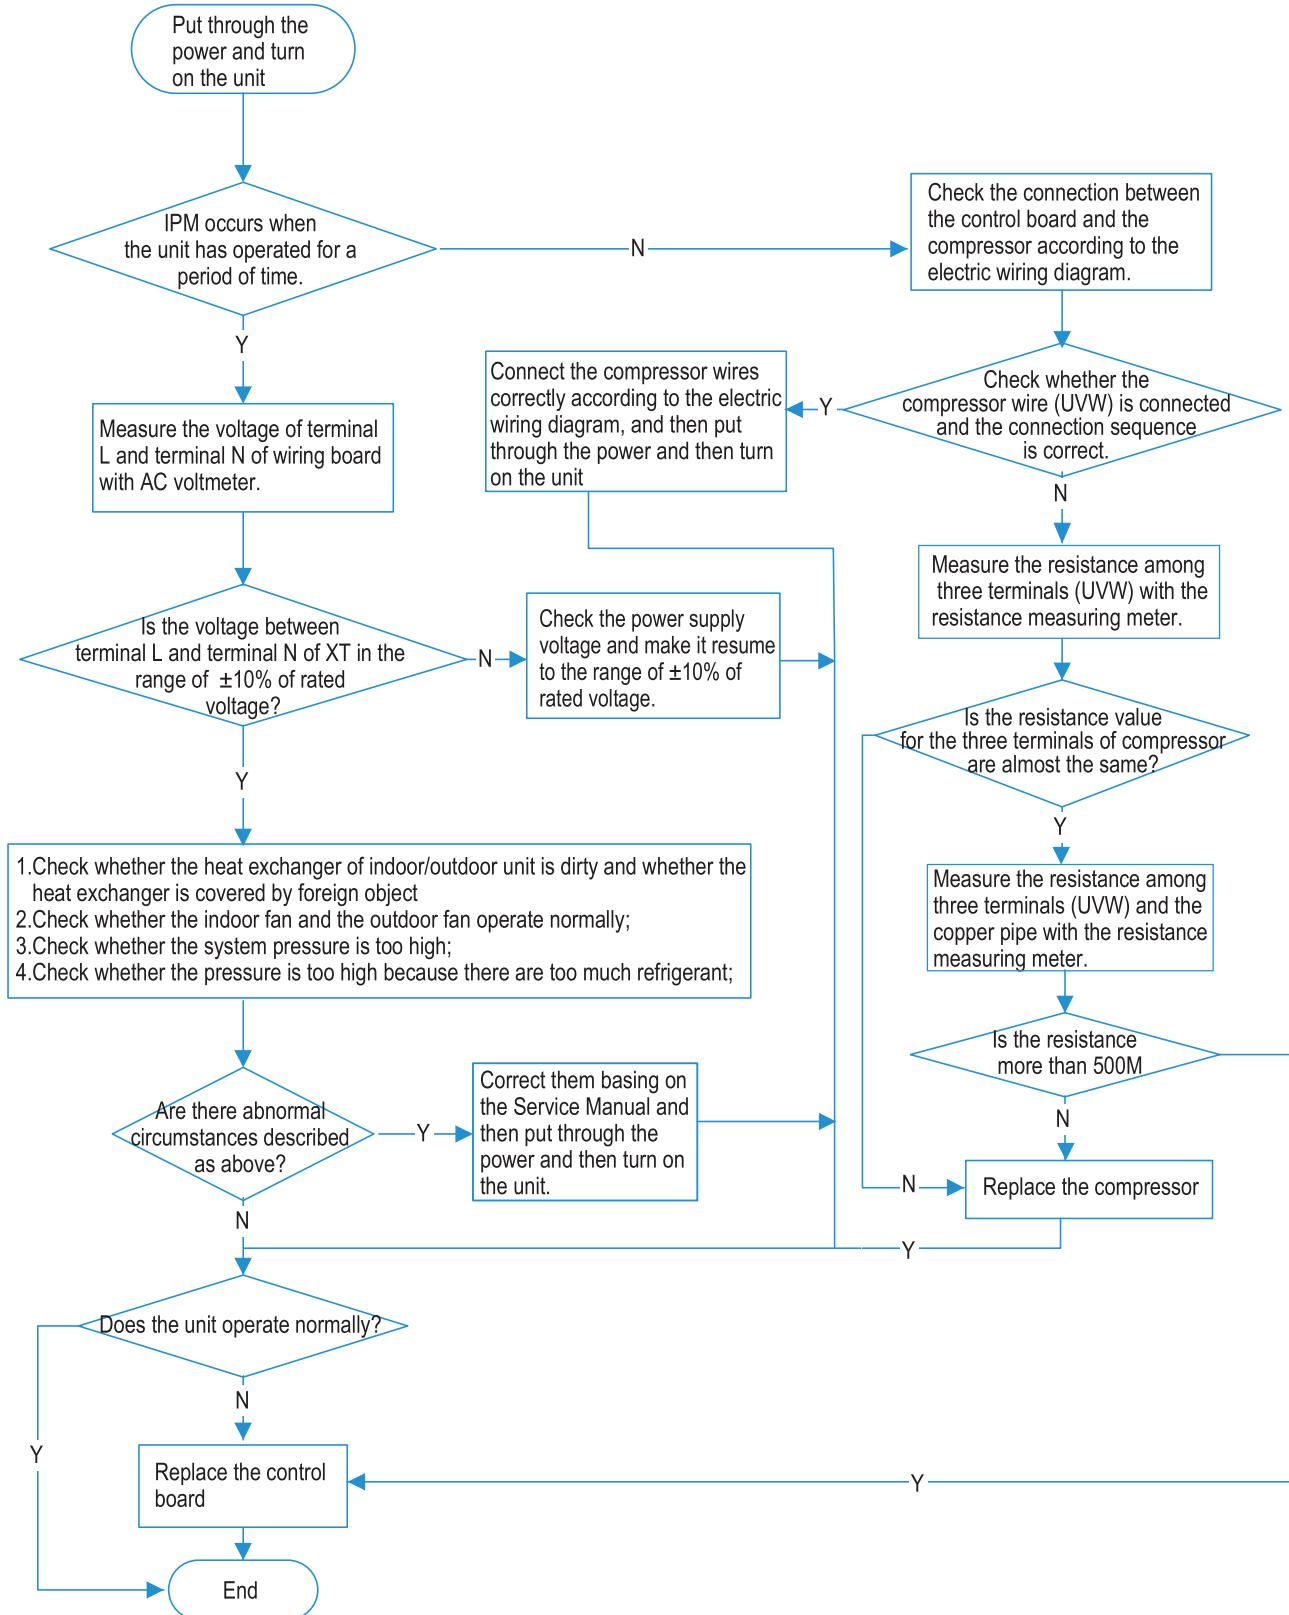 Put through the
power and turn
on the unit
IPM occurs when
the unit has operated for a
period of time.
N
Check the connection between
the control board and the
compressor according to the
electric wiring diagram.
Y
Measure the voltage of terminal
L and terminal N of wiring board
with AC voltmeter.
Connect the compressor wires
correctly according to the electric
wiring diagram, and then put
through the power and then turn
on the unit
Y
Check whether the
compressor wire (UVW) is connected
and the connection sequence
is correct.
N
Measure the resistance among
three terminals (UVW) with the
resistance measuring meter.
Is the voltage between
terminal L and terminal N of XT in the
range of ±10% of rated
voltage?
N
Check the power supply
voltage and make it resume
to the range of ±10% of
rated voltage.
Is the resistance value
for the three terminals of compressor
are almost the same?
Y
Y
1.Check whether the heat exchanger of indoor/outdoor unit is dirty and whether the
heat exchanger is covered by foreign object
2.Check whether the indoor fan and the outdoor fan operate normally;
3.Check whether the system pressure is too high;
4.Check whether the pressure is too high because there are too much refrigerant;
Measure the resistance among
three terminals (UVW) and the
copper pipe with the resistance
measuring meter.
Is the resistance
more than 500M
N
Are there abnormal
circumstances described
as above?
Y
Correct them basing on
the Service Manual and
then put through the
power and then turn on
the unit.
N
Replace the compressor
N
Y
Does the unit operate normally?
N
Y
Replace the control
board
Y
End